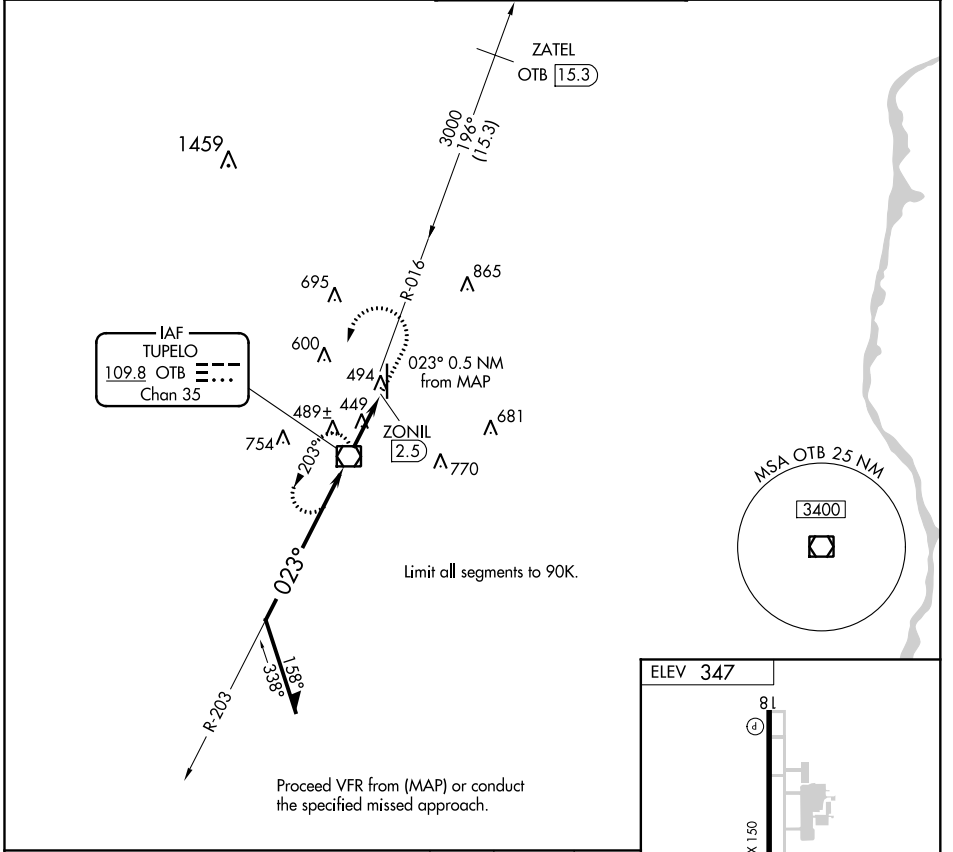 ZATEL
OTB 15.3
3000
196°
(15.3)
1459
R-016
695
865
IAF
TUPELO
109.8 OTB
Chan 35
600
023° 0.5 NM
from MAP
494
449
489±
681
754
ZONIL
2.5
203°
770
MSA OTB 25 NM
3400
023°
Limit all segments to 90K.
158°
338°
R-203
ELEV 347
18
P
X 150
Proceed VFR from (MAP) or conduct
the specified missed approach.